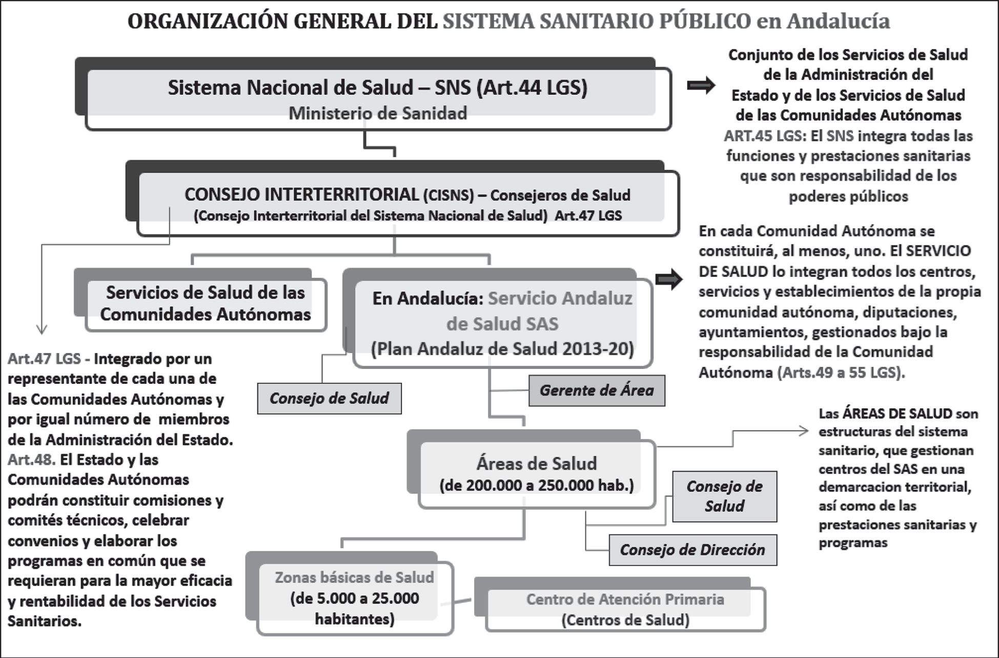 ORGANIZACIÓN GENERAL DEL SISTEMA SANITARIO PÚBLICO en Andalucía
Sistema Nacional de Salud – SNS (Art.44 LGS)
Ministerio de Sanidad
Conjunto de los Servicios de Salud
de la Administración del
Estado y de los Servicios de Salud
de las Comunidades Autónomas
ART.45 LGS: El SNS integra todas las
funciones y prestaciones sanitarias
que son responsabilidad de los
poderes públicos
CONSEJO INTERTERRITORIAL (CISNS) – Consejeros de Salud
(Consejo Interterritorial del Sistema Nacional de Salud) Art.47 LGS
Servicios de Salud de las
Comunidades Autónomas
En Andalucía: Servicio Andaluz
de Salud SAS
(Plan Andaluz de Salud 2013-20)
En cada Comunidad Autónoma se
constituirá, al menos, uno. El SERVICIO
DE SALUD lo integran todos los centros,
servicios y establecimientos de la propia
comunidad autónoma, diputaciones,
ayuntamientos, gestionados bajo la
responsabilidad de la Comunidad
Autónoma (Arts.49 a 55 LGS).
Art.47 LGS - Integrado por un
representante de cada una de
las Comunidades Autónomas y
por igual número de miembros
de la Administración del Estado.
Art.48. El Estado y las
Comunidades Autónomas
podrán constituir comisiones y
comités técnicos, celebrar
convenios y elaborar los
programas en común que se
requieran para la mayor eficacia
y rentabilidad de los Servicios
Sanitarios.
Consejo de Salud
Gerente de Área
Áreas de Salud
(de 200.000 a 250.000 hab.)
Las ÁREAS DE SALUD son
estructuras del sistema
sanitario, que gestionan
centros del SAS en una
demarcacion territorial,
así como de las
prestaciones sanitarias y
programas
Consejo de
Salud
Consejo de Dirección
Zonas básicas de Salud
(de 5.000 a 25.000
habitantes)
Centro de Atención Primaria
(Centros de Salud)